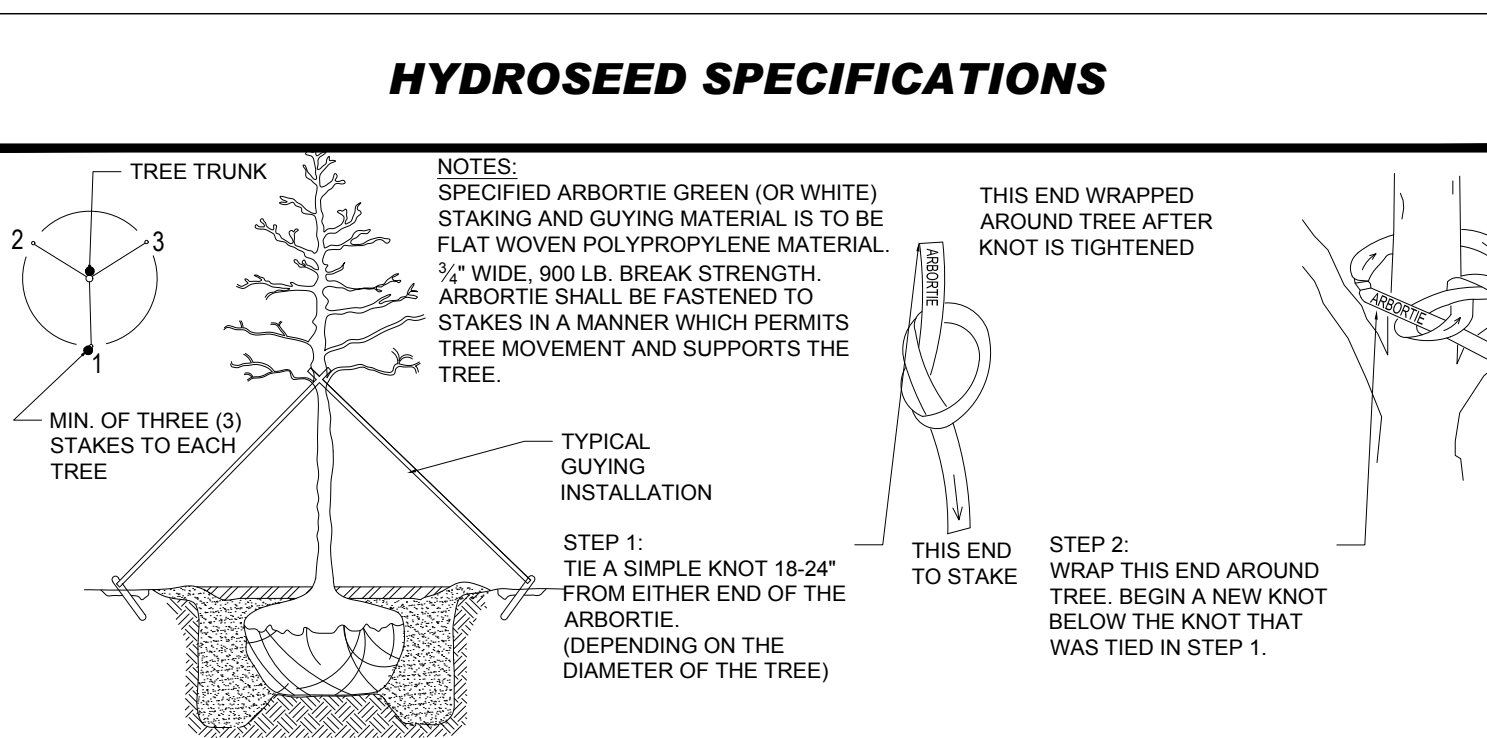 HYDROSEED SPECIFICATIONS
TREE TRUNK
2
3
1
MIN. OF THREE (3)
STAKES TO EACH
TREE
NOTES:
SPECIFIED ARBORTIE GREEN (OR WHITE)
STAKING AND GUYING MATERIAL IS TO BE
FLAT WOVEN POLYPROPYLENE MATERIAL.
¾" WIDE, 900 LB. BREAK STRENGTH.
ARBORTIE SHALL BE FASTENED TO
STAKES IN A MANNER WHICH PERMITS
TREE MOVEMENT AND SUPPORTS THE
TREE.
TYPICAL
GUYING
INSTALLATION
STEP 1:
TIE A SIMPLE KNOT 18-24"
FROM EITHER END OF THE
ARBORTIE.
(DEPENDING ON THE
DIAMETER OF THE TREE)
ARBORTIE
THIS END
TO STAKE
THIS END WRAPPED
AROUND TREE AFTER
KNOT IS TIGHTENED
ARBORTIE
STEP 2:
WRAP THIS END AROUND
TREE. BEGIN A NEW KNOT
BELOW THE KNOT THAT
WAS TIED IN STEP 1.